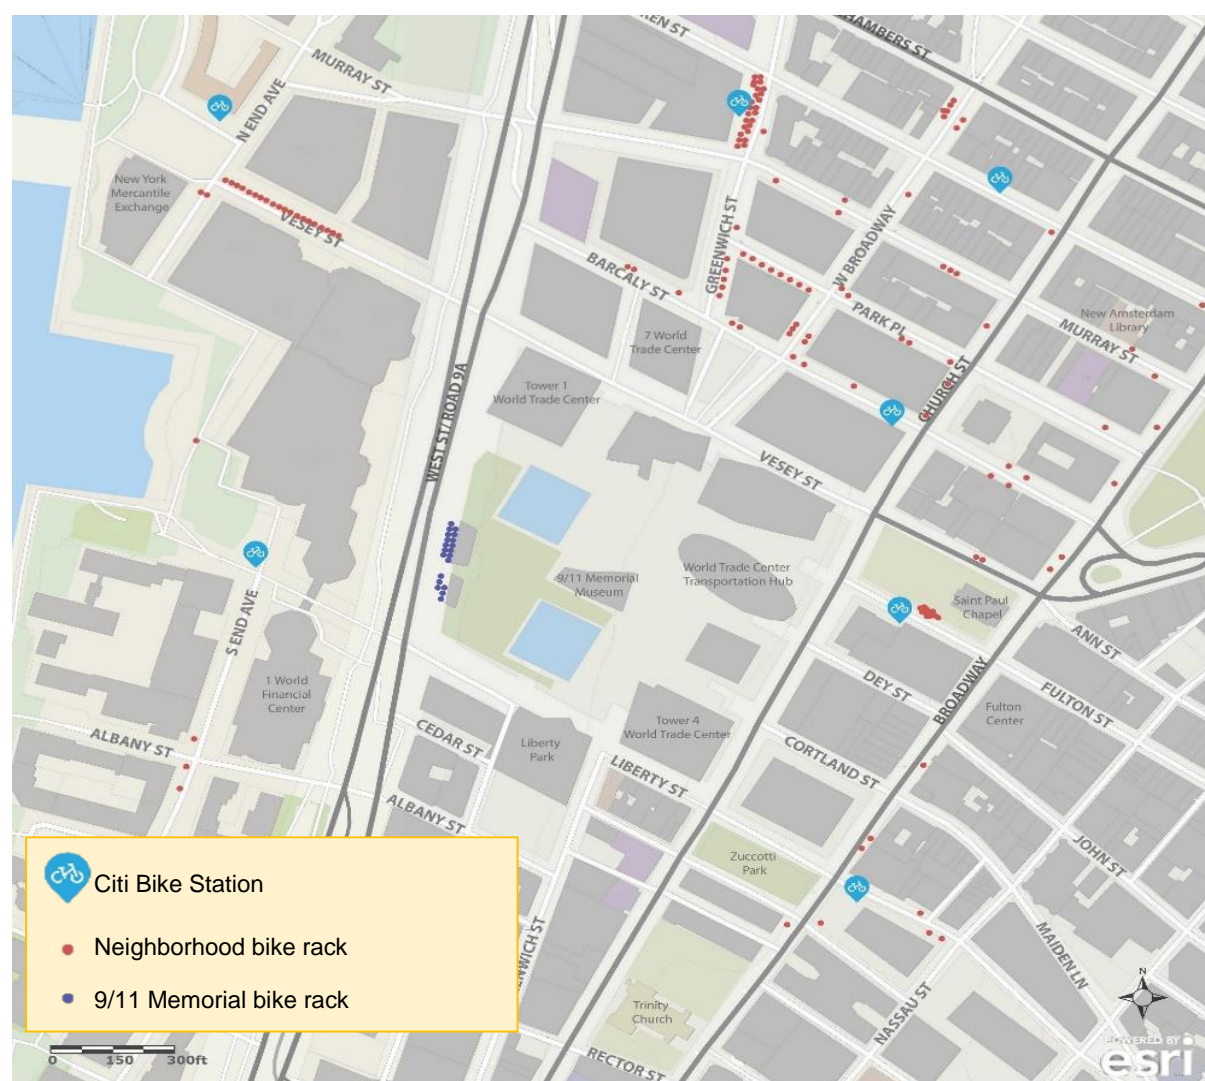 REN ST
CHAMBERS ST
MURRAY ST
N END AVE
New York
Mercantile
Exchange
VESEY ST
GREENWICH ST
W BROADWAY
BARCALY ST
PARK PL
New Amsterdam
Library
MURRAY ST
7 World
Trade Center
Tower 1
World Trade Center
WEST ST/ ROAD 9A
CHURCH ST
VESEY ST
9/11 Memorial
Museum
World Trade Center
Transportation Hub
Saint Paul
Chapel
S END AVE
ANN ST
1 World
Financial
Center
DEY ST
BROADWAY
FULTON ST
Fulton
Center
ALBANY ST
CEDAR ST
Liberty
Park
Tower 4
World Trade Center
LIBERTY ST
CORTLAND ST
ALBANY ST
JOHN ST
Zuccotti
Park
MAIDEN LN
ENWICH ST
NASSAU ST
Trinity
Church
RECTOR ST
Citi Bike Station
Neighborhood bike rack
9/11 Memorial bike rack
0 150 300ft
N
POWERED BY
esri